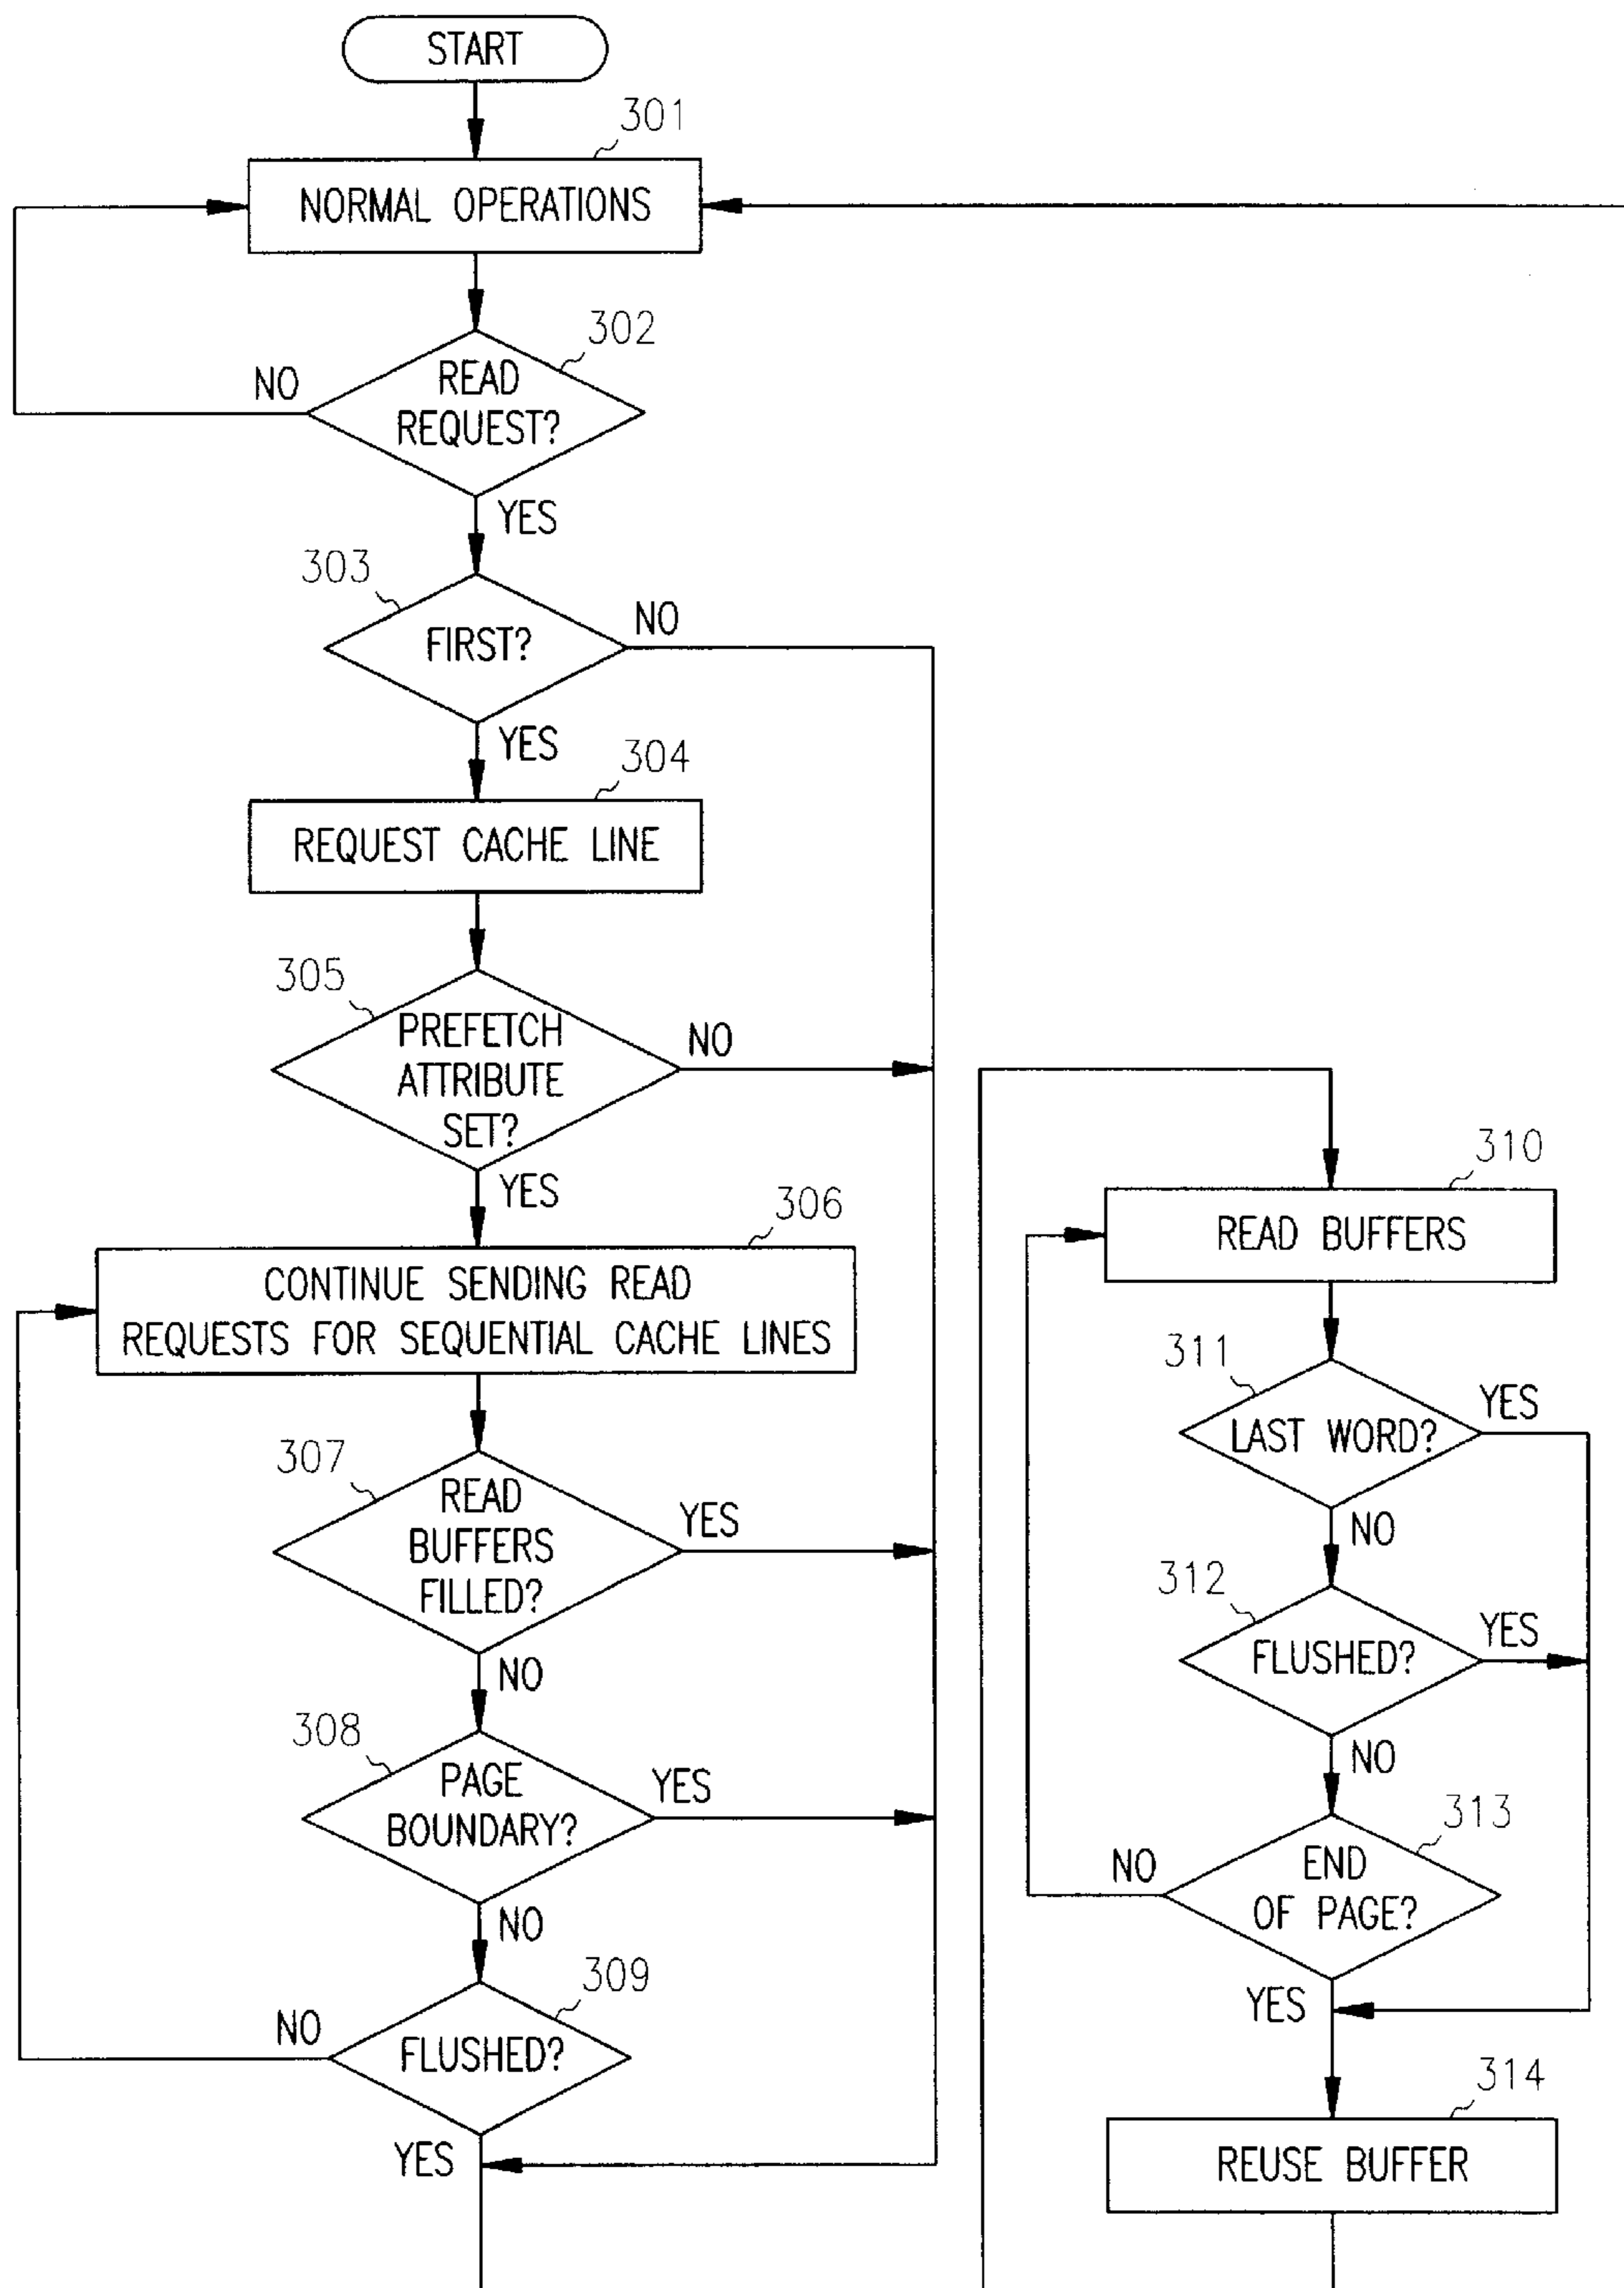 START
301
NORMAL OPERATIONS
302
READ
REQUEST?
NO
YES
303
FIRST?
NO
YES
304
REQUEST CACHE LINE
305
PREFETCH
ATTRIBUTE
SET?
NO
YES
306
CONTINUE SENDING READ
REQUESTS FOR SEQUENTIAL CACHE LINES
307
READ
BUFFERS
FILLED?
YES
NO
308
PAGE
BOUNDARY?
YES
NO
309
FLUSHED?
NO
YES
310
READ BUFFERS
311
LAST WORD?
YES
NO
312
FLUSHED?
YES
NO
313
END
OF PAGE?
NO
YES
314
REUSE BUFFER